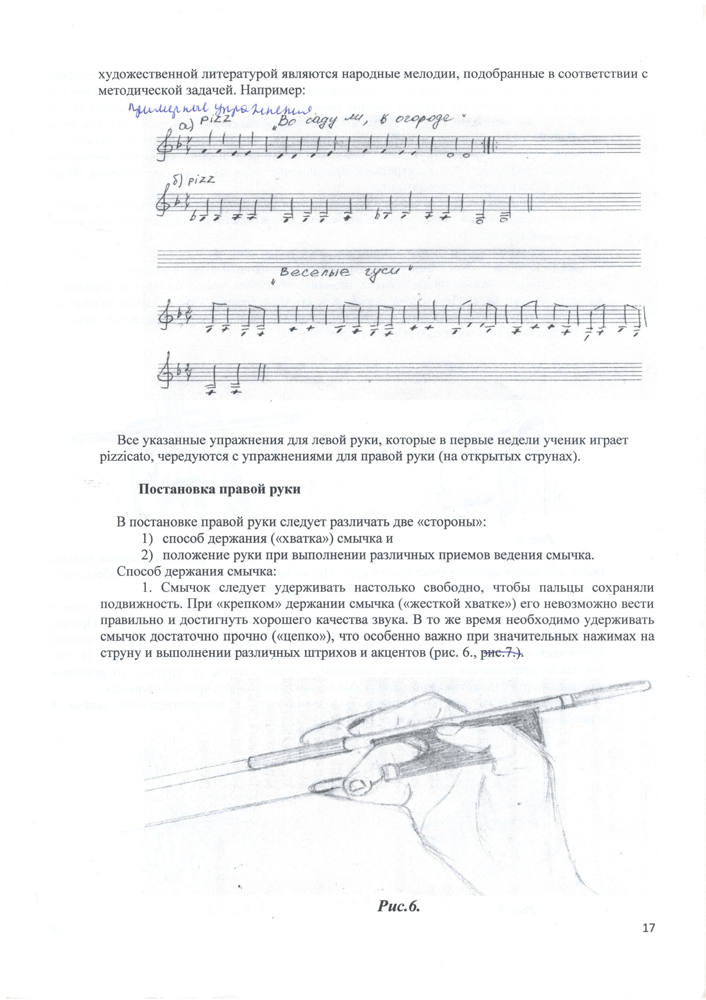 художественной литературой являются народные мелодии, подобранные в соответствии с
методической задачей. Например:
Примерные упражнения.
а) pizz „Во саду ли, в огороде“
б) pizz
„Веселые гуси“
Все указанные упражнения для левой руки, которые в первые недели ученик играет
pizzicato, чередуются с упражнениями для правой руки (на открытых струнах).
Постановка правой руки
В постановке правой руки следует различать две «стороны»:
1) способ держания («хватка») смычка и
2) положение руки при выполнении различных приемов ведения смычка.
Способ держания смычка:
1. Смычок следует удерживать настолько свободно, чтобы пальцы сохраняли
подвижность. При «крепком» держании смычка («жесткой хватке») его невозможно вести
правильно и достигнуть хорошего качества звука. В то же время необходимо удерживать
смычок достаточно прочно («цепко»), что особенно важно при значительных нажимах на
струну и выполнении различных штрихов и акцентов (рис. 6., рис.7.).
Рис.6.
17